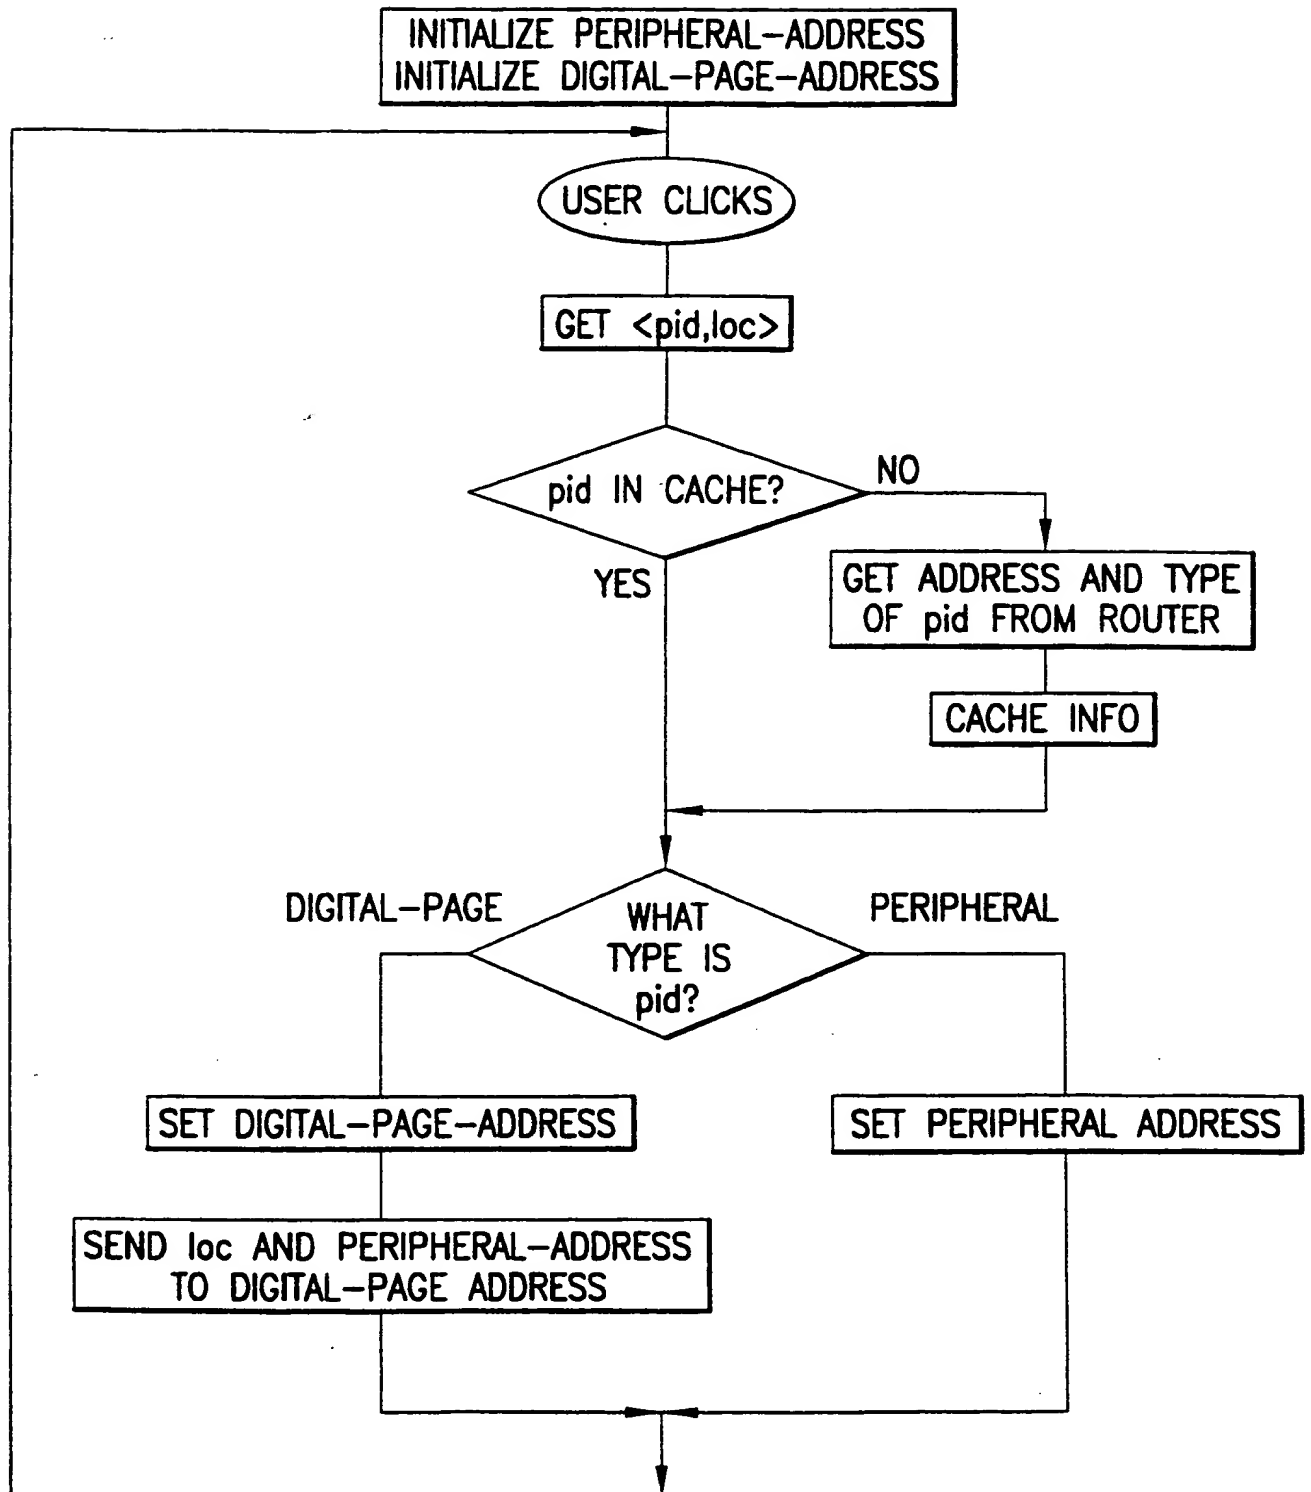 INITIALIZE PERIPHERAL-ADDRESS
INITIALIZE DIGITAL-PAGE-ADDRESS
USER CLICKS
GET <pid,loc>
pid IN CACHE?
NO
YES
GET ADDRESS AND TYPE
OF pid FROM ROUTER
CACHE INFO
DIGITAL-PAGE
PERIPHERAL
WHAT
TYPE IS
pid?
SET DIGITAL-PAGE-ADDRESS
SET PERIPHERAL ADDRESS
SEND loc AND PERIPHERAL-ADDRESS
TO DIGITAL-PAGE ADDRESS